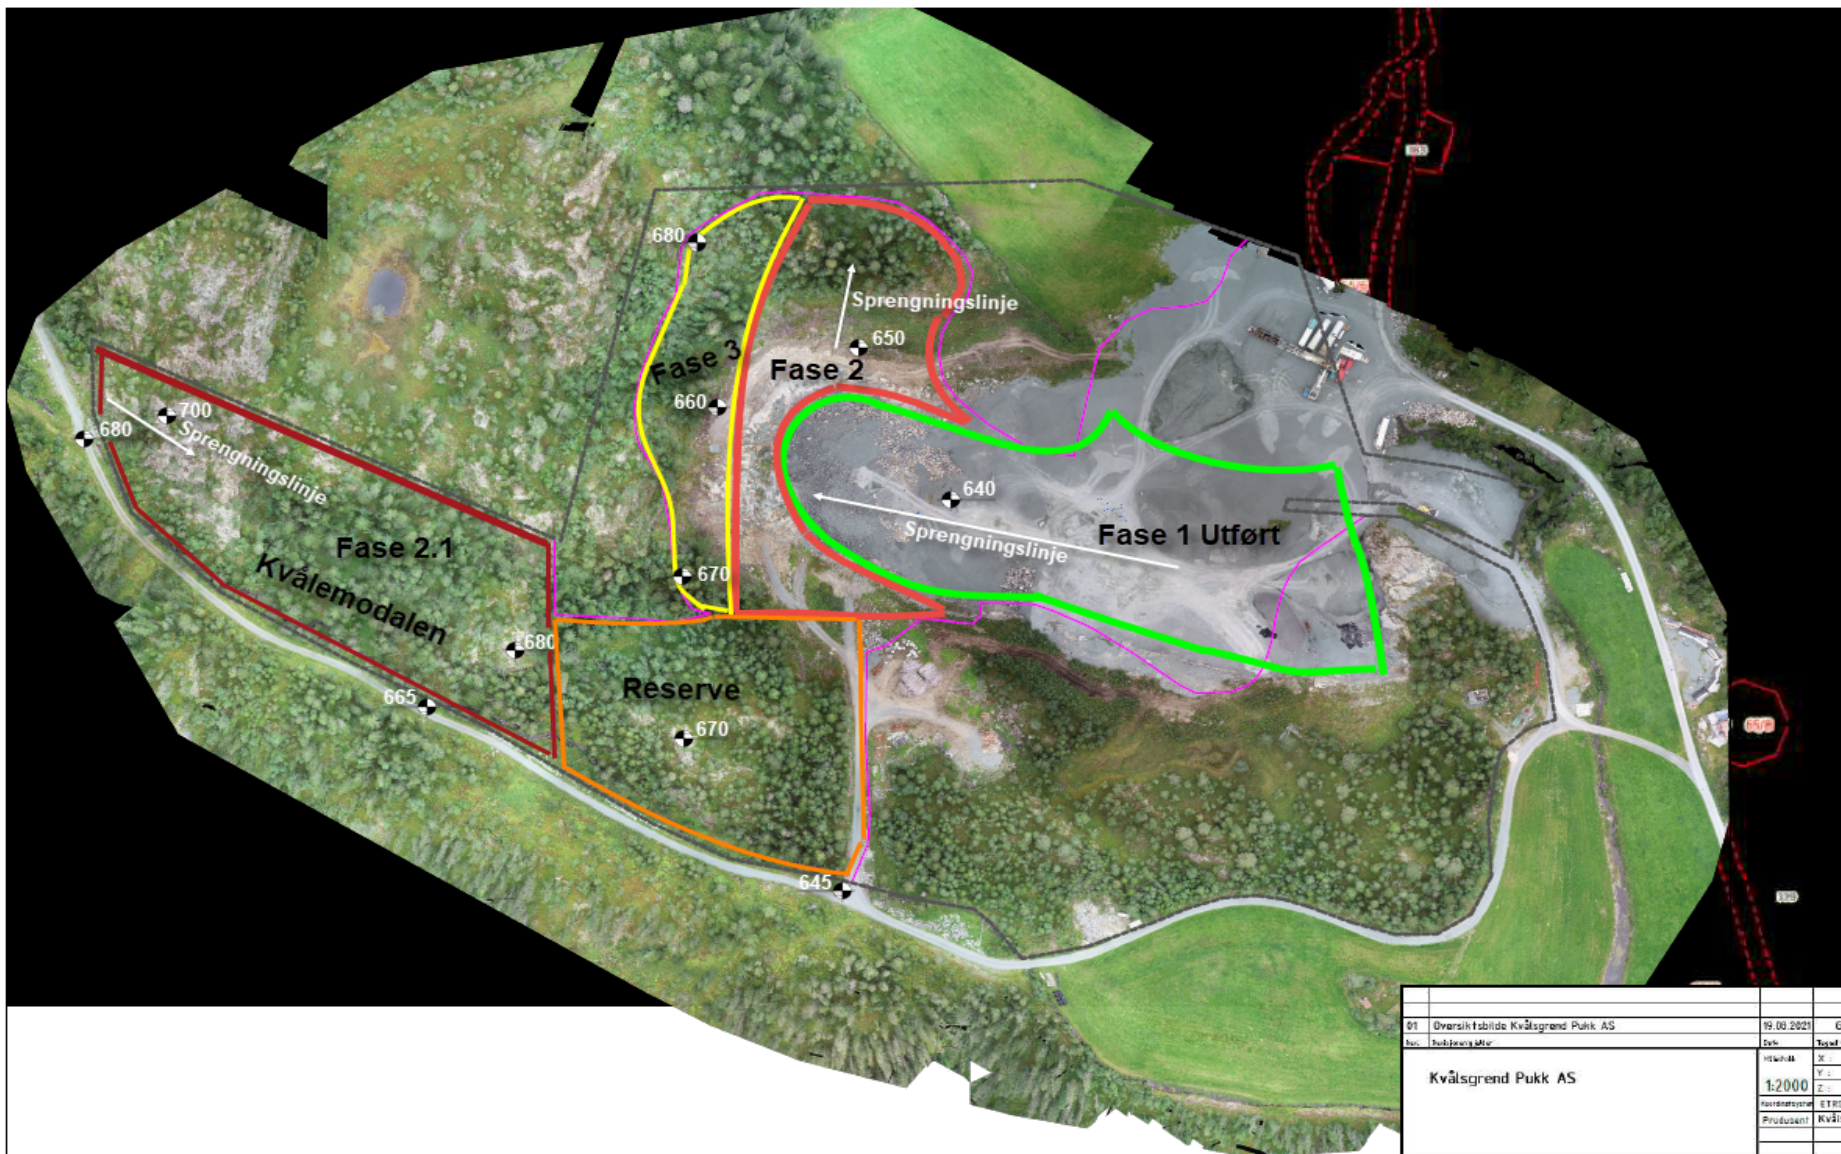 680
Sprengningslinje
650
Fase 3
Fase 2
660
700
680
Sprengningslinje
640
Sprengningslinje
Fase 1 Utført
Fase 2.1
Kvålemodalen
670
680
Reserve
665
670
645
01 Oversiktsbilde Kvålsgrend Pukk AS 19.08.2021
Kvålsgrend Pukk AS
1:2000
X :
Y :
Z :
Produsent